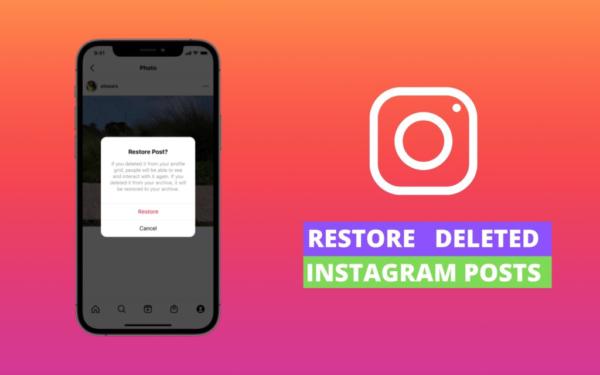 9:41
Photo
Restore Post?
If you deleted it from your profile
grid, people will be able to see
and interact with it again. If you
deleted it from your archive, it will
be restored to your archive.
Restore
Cancel
RESTORE DELETED
INSTAGRAM POSTS